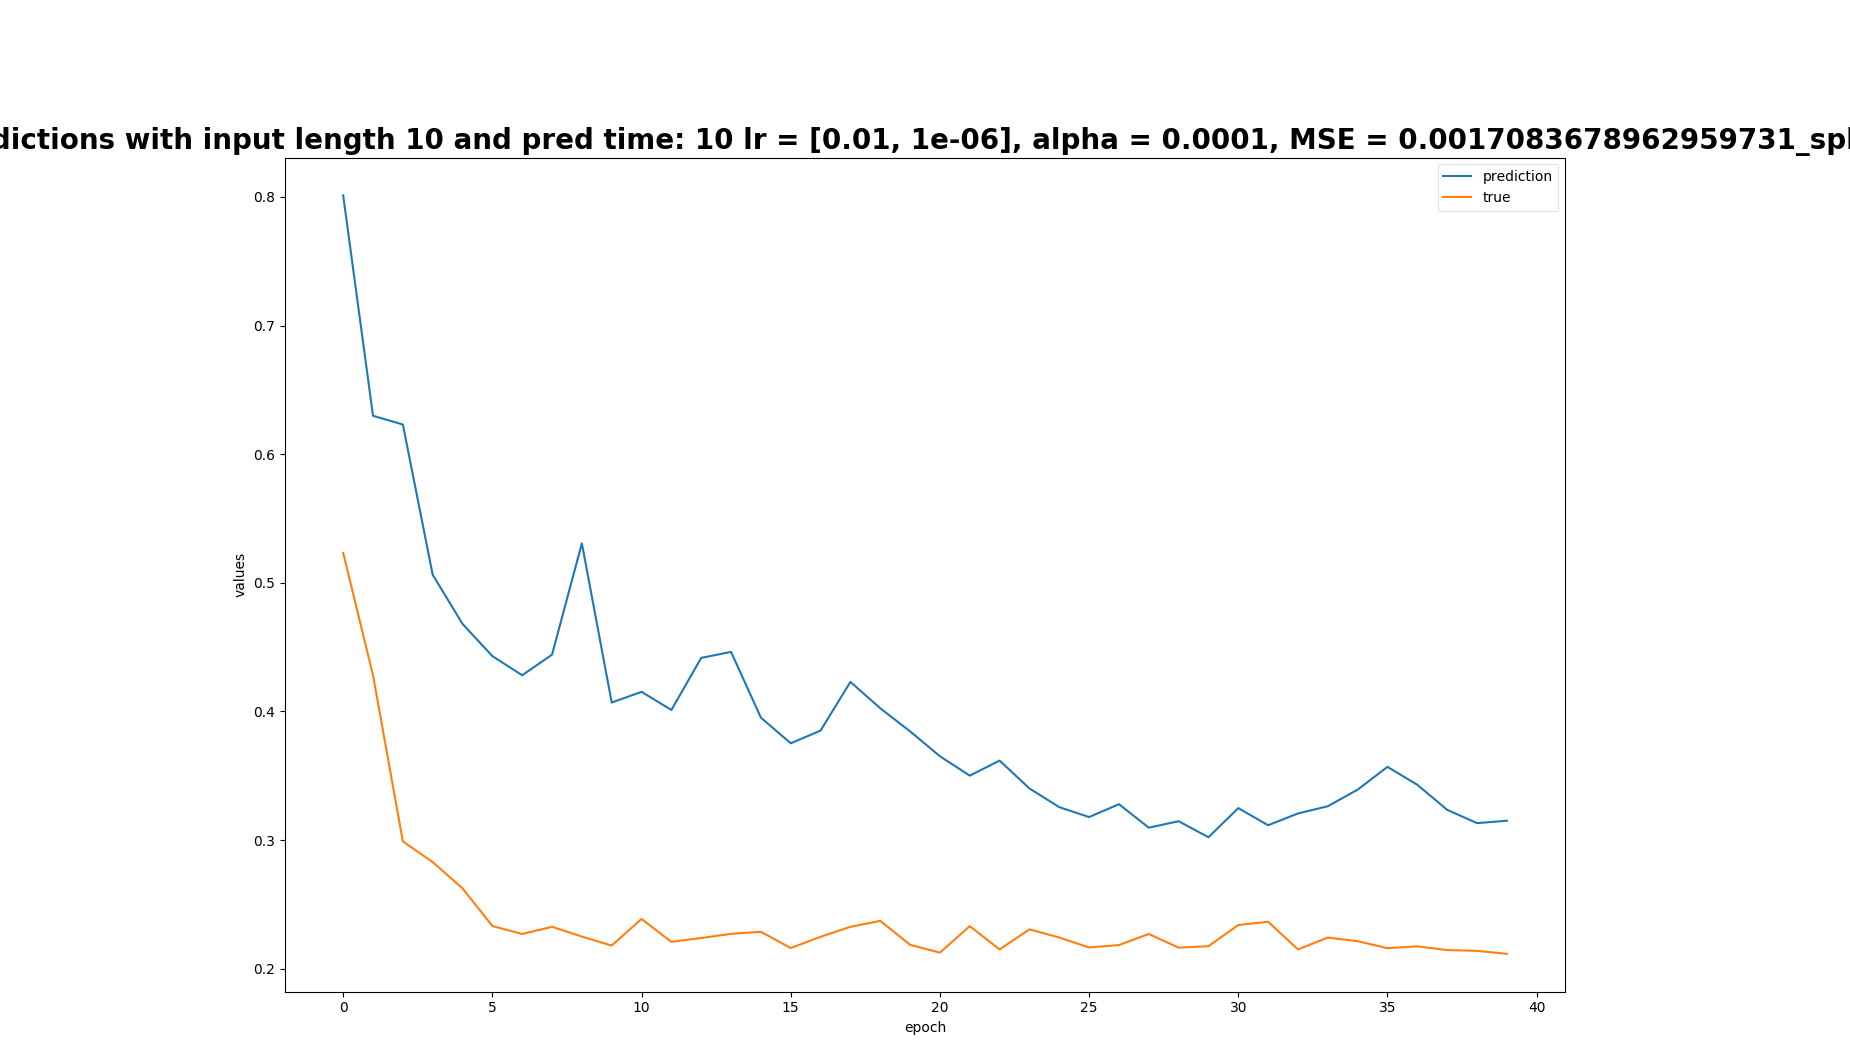 dictions with input length 10 and pred time: 10 lr = [0.01, 1e-06], alpha = 0.0001, MSE = 0.0017083678962959731_spl
prediction
true
0.8
0.7
0.6
0.5
0.4
0.3
0.2
values
0 5 10 15 20 25 30 35 40
epoch